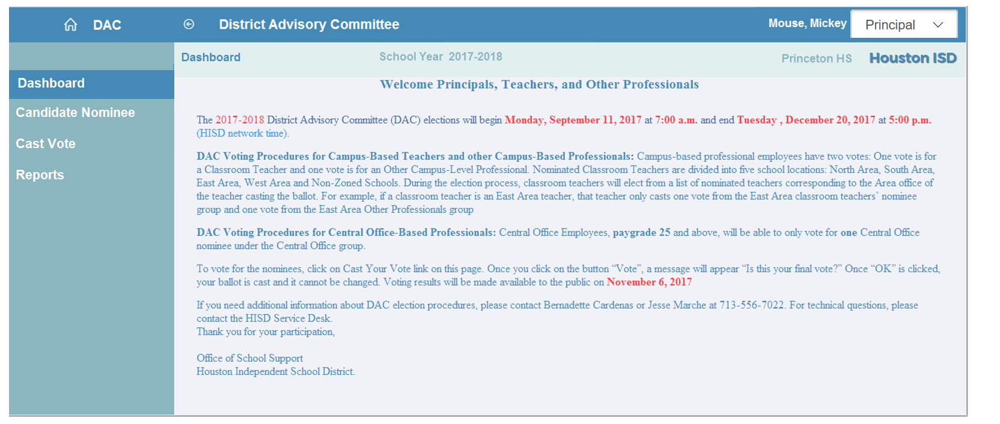 DAC
District Advisory Committee
Mouse, Mickey
Principal
Dashboard
School Year 2017-2018
Princeton HS
Houston ISD
Dashboard
Candidate Nominee
Cast Vote
Reports
Welcome Principals, Teachers, and Other Professionals
The 2017-2018 District Advisory Committee (DAC) elections will begin Monday, September 11, 2017 at 7:00 a.m. and end Tuesday , December 20, 2017 at 5:00 p.m.
(HISD network time).
DAC Voting Procedures for Campus-Based Teachers and other Campus-Based Professionals: Campus-based professional employees have two votes: One vote is for
a Classroom Teacher and one vote is for an Other Campus-Level Professional. Nominated Classroom Teachers are divided into five school locations: North Area, South Area,
East Area, West Area and Non-Zoned Schools. During the election process, classroom teachers will elect from a list of nominated teachers corresponding to the Area office of
the teacher casting the ballot. For example, if a classroom teacher is an East Area teacher, that teacher only casts one vote from the East Area classroom teachers’ nominee
group and one vote from the East Area Other Professionals group
DAC Voting Procedures for Central Office-Based Professionals: Central Office Employees, paygrade 25 and above, will be able to only vote for one Central Office
nominee under the Central Office group.
To vote for the nominees, click on Cast Your Vote link on this page. Once you click on the button “Vote”, a message will appear “Is this your final vote?” Once “OK” is clicked,
your ballot is cast and it cannot be changed. Voting results will be made available to the public on November 6, 2017
If you need additional information about DAC election procedures, please contact Bernadette Cardenas or Jesse Marche at 713-556-7022. For technical questions, please
contact the HISD Service Desk.
Thank you for your participation,
Office of School Support
Houston Independent School District.